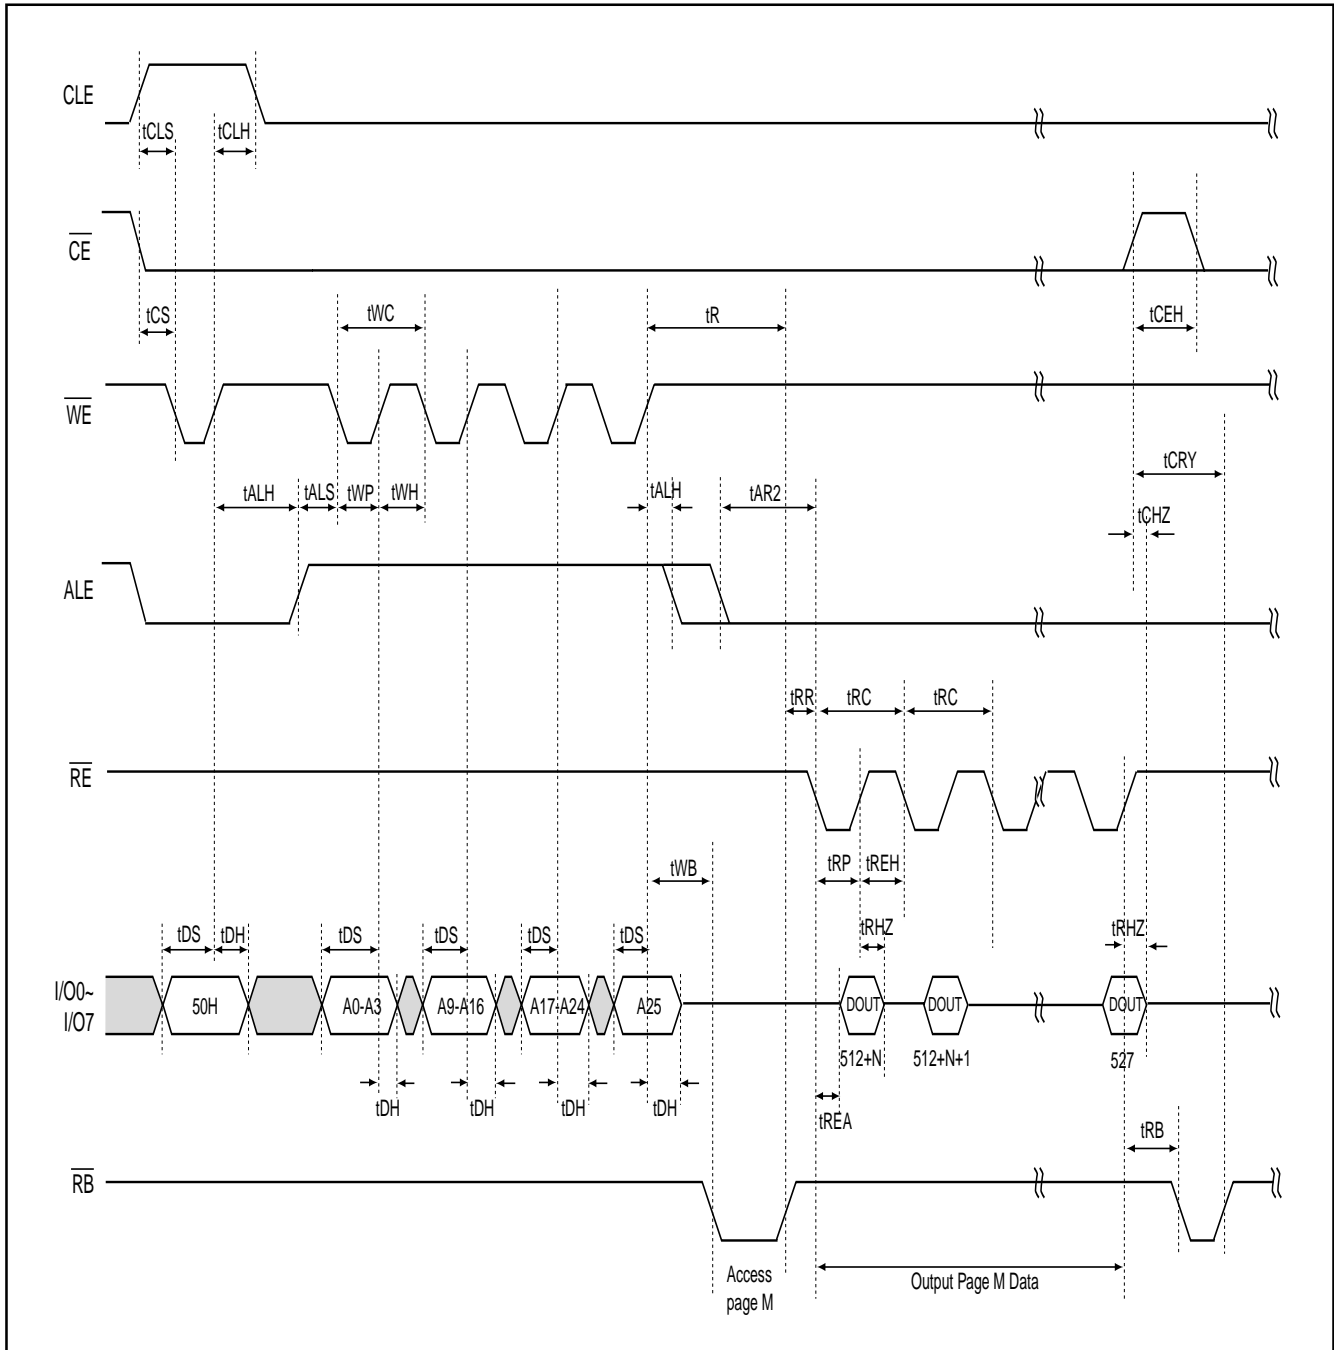 CLE
tCLS
tCLH
CE
tCS
tWC
tR
tCEH
WE
tCRY
tALH
tALS
tWP
tWH
tALH
tAR2
tCHZ
ALE
tRR
tRC
tRC
RE
tWB
tRP
tREH
tDS
tDH
tDS
tDS
tDS
tDS
tRHZ
tRHZ
I/O0~
I/O7
50H
A0-A3
A9-A16
A17-A24
A25
DOUT
DOUT
DOUT
512+N
512+N+1
527
tDH
tDH
tDH
tDH
tREA
tRB
RB
Access
page M
Output Page M Data